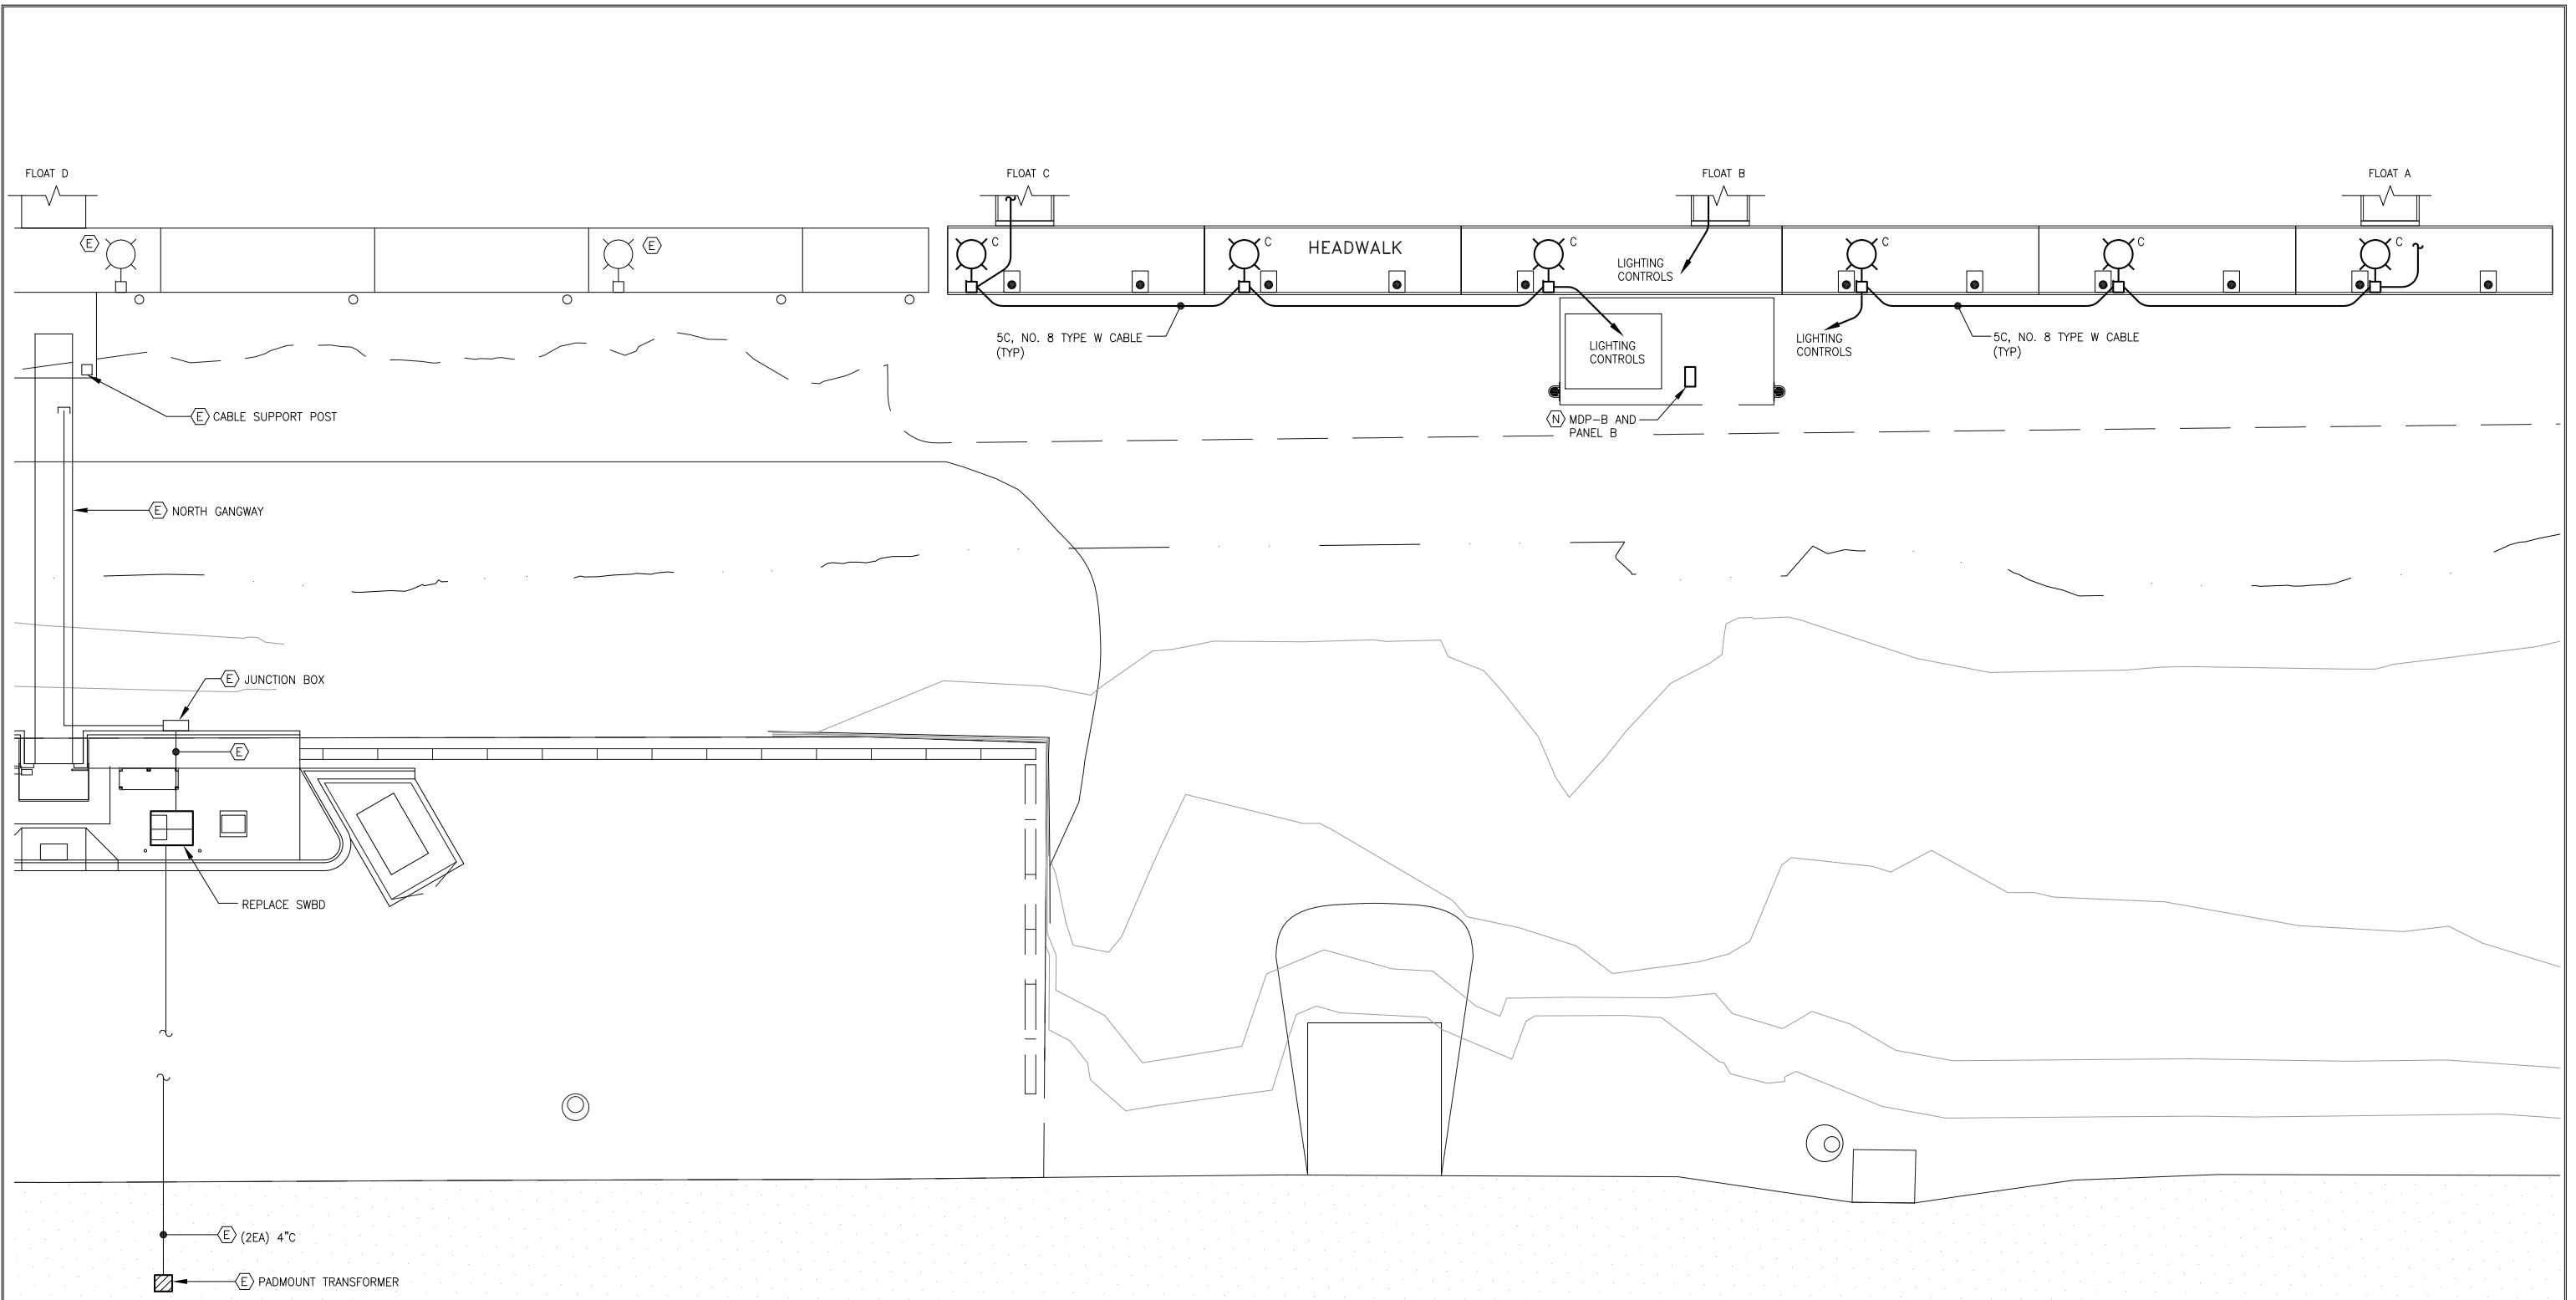 FLOAT D
FLOAT C
FLOAT B
FLOAT A
E
E
C
C
HEADWALK
C
LIGHTING
CONTROLS
C
C
C
5C, NO. 8 TYPE W CABLE
(TYP)
LIGHTING
CONTROLS
LIGHTING
CONTROLS
5C, NO. 8 TYPE W CABLE
(TYP)
E CABLE SUPPORT POST
N MDP-B AND
PANEL B
E NORTH GANGWAY
E JUNCTION BOX
E
REPLACE SWBD
E (2EA) 4"C
E PADMOUNT TRANSFORMER